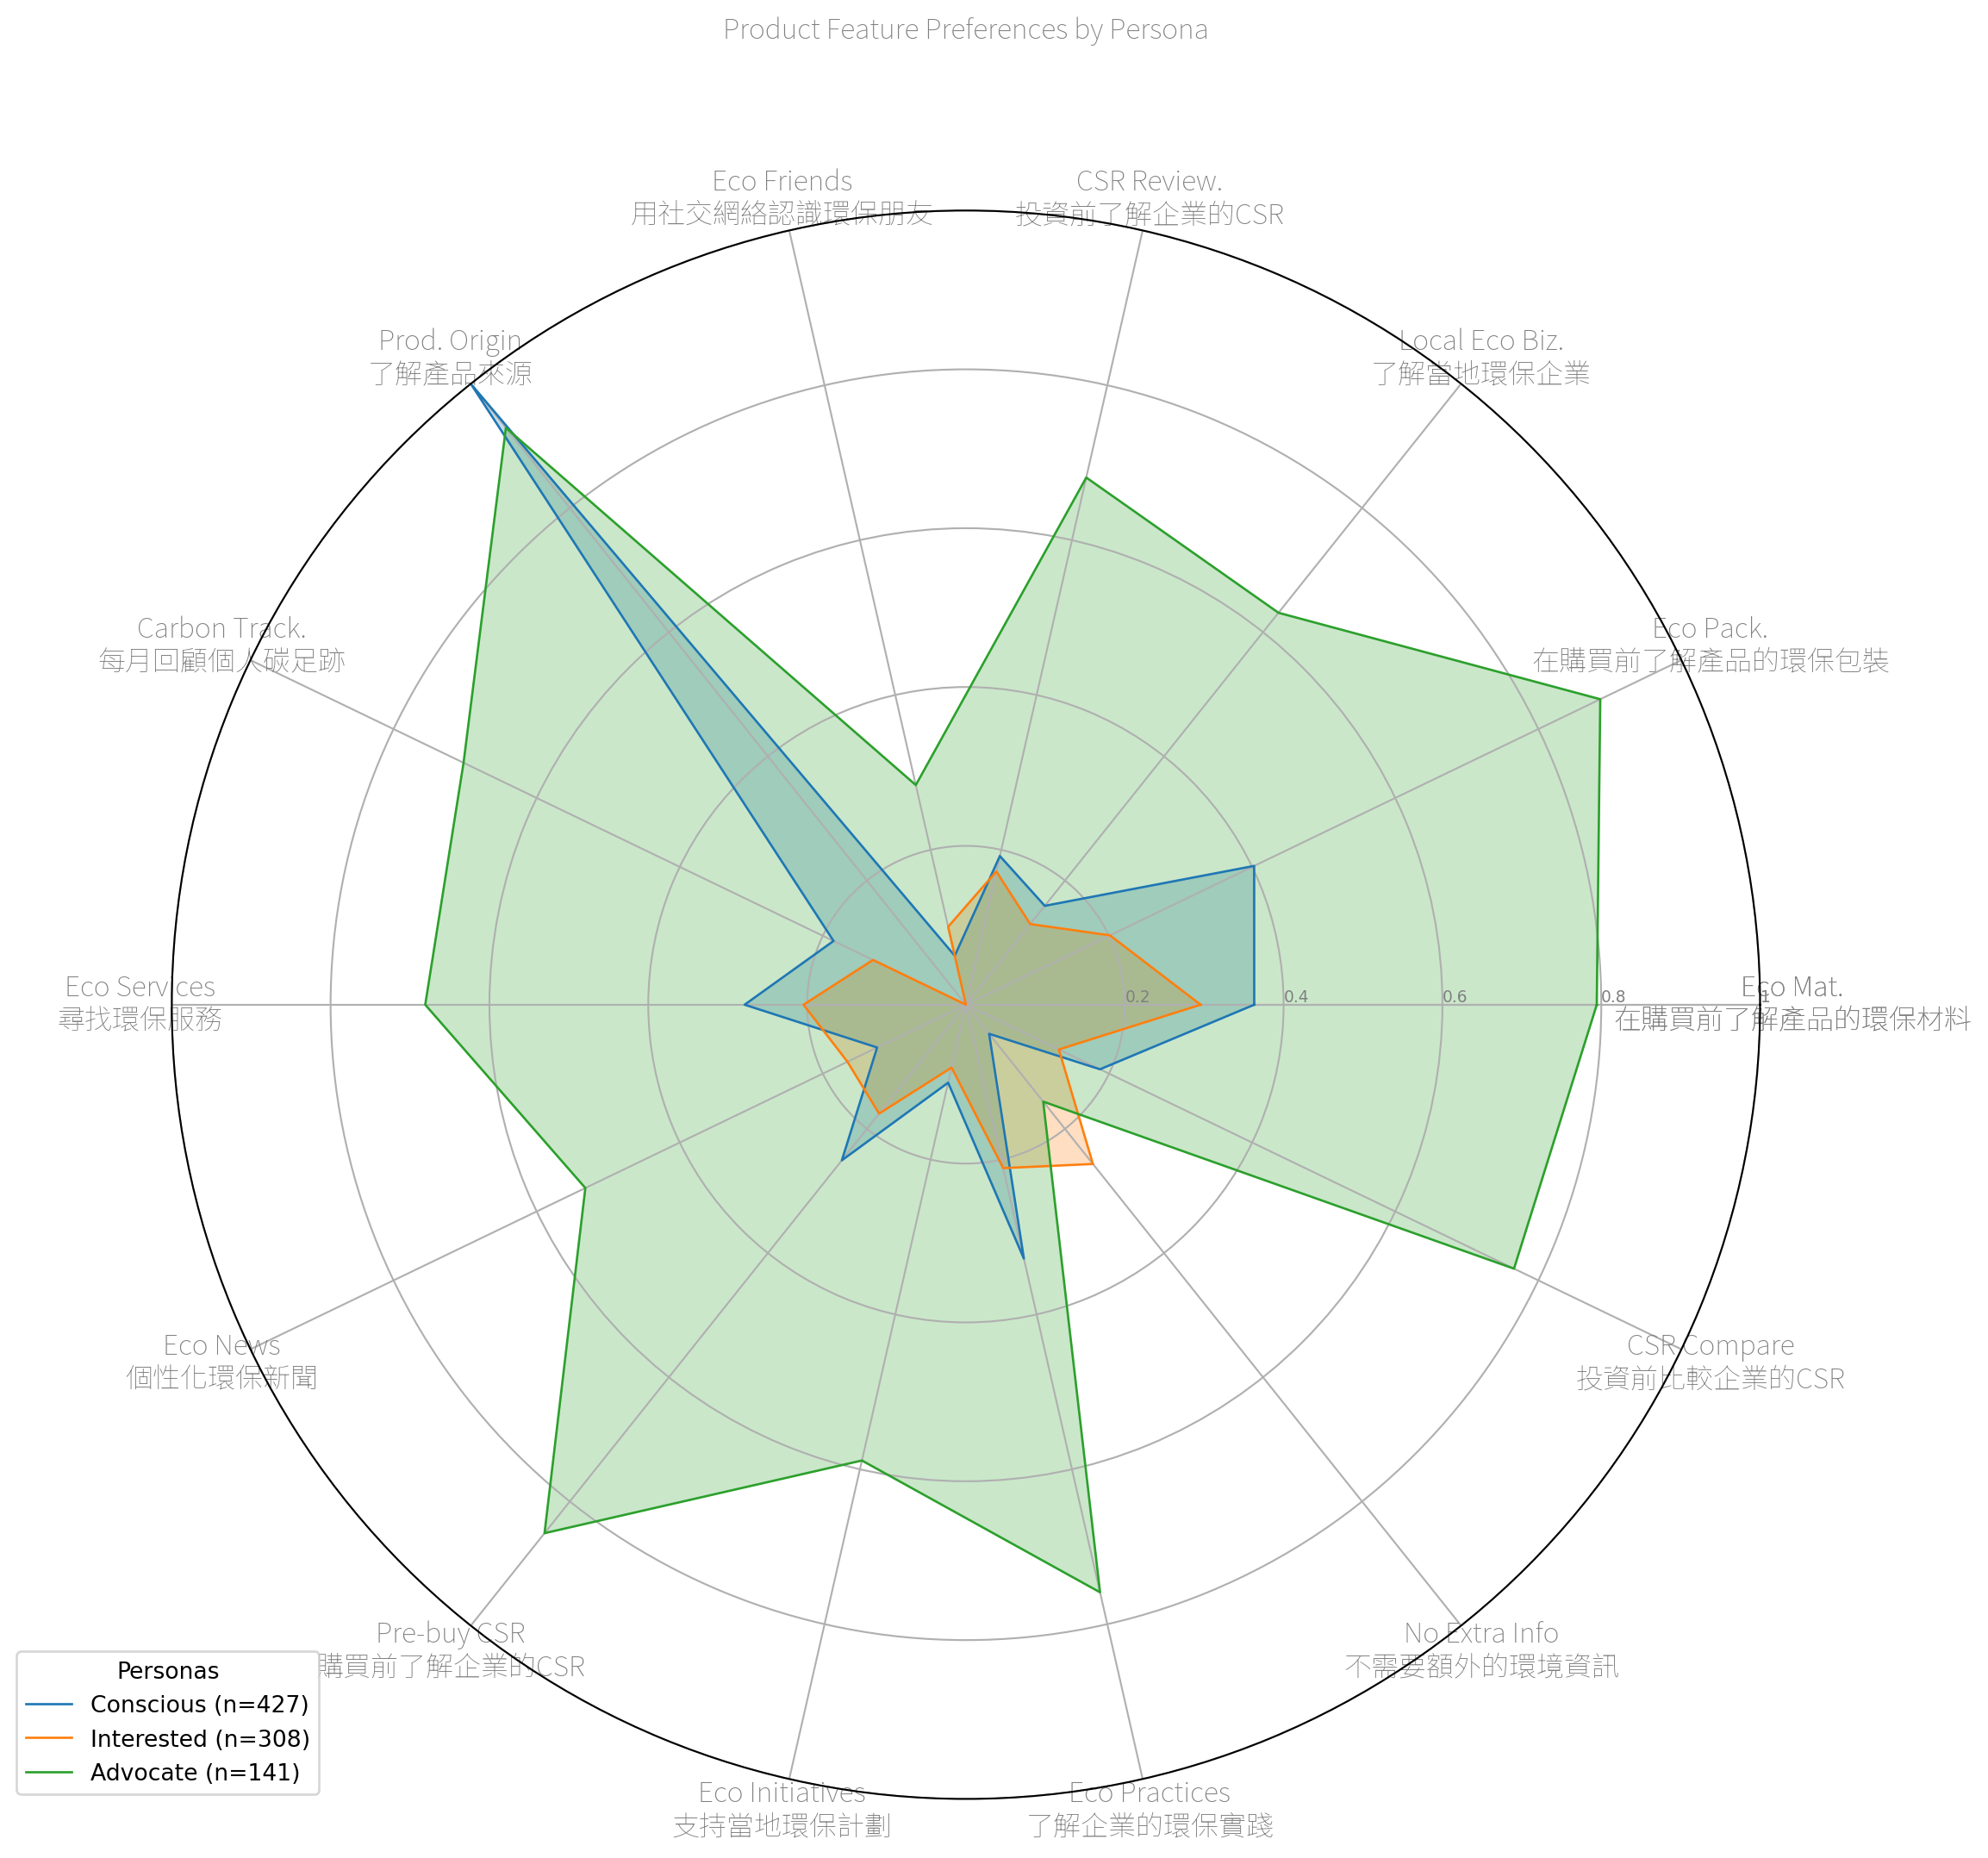 Product Feature Preferences by Persona
Eco Friends
用社交網絡認識環保朋友
CSR Review.
投資前了解企業的CSR
Prod. Origin
了解產品來源
Local Eco Biz.
了解當地環保企業
Carbon Track.
每月回顧個人碳足跡
Eco Pack.
在購買前了解產品的環保包裝
Eco Services
尋找環保服務
0.2
0.4
0.6
0.8
1
Eco Mat.
在購買前了解產品的環保材料
Eco News
個性化環保新聞
CSR Compare
投資前比較企業的CSR
Pre-buy CSR
購買前了解企業的CSR
No Extra Info
不需要額外的環境資訊
Eco Initiatives
支持當地環保計劃
Eco Practices
了解企業的環保實踐
Personas
Conscious (n=427)
Interested (n=308)
Advocate (n=141)